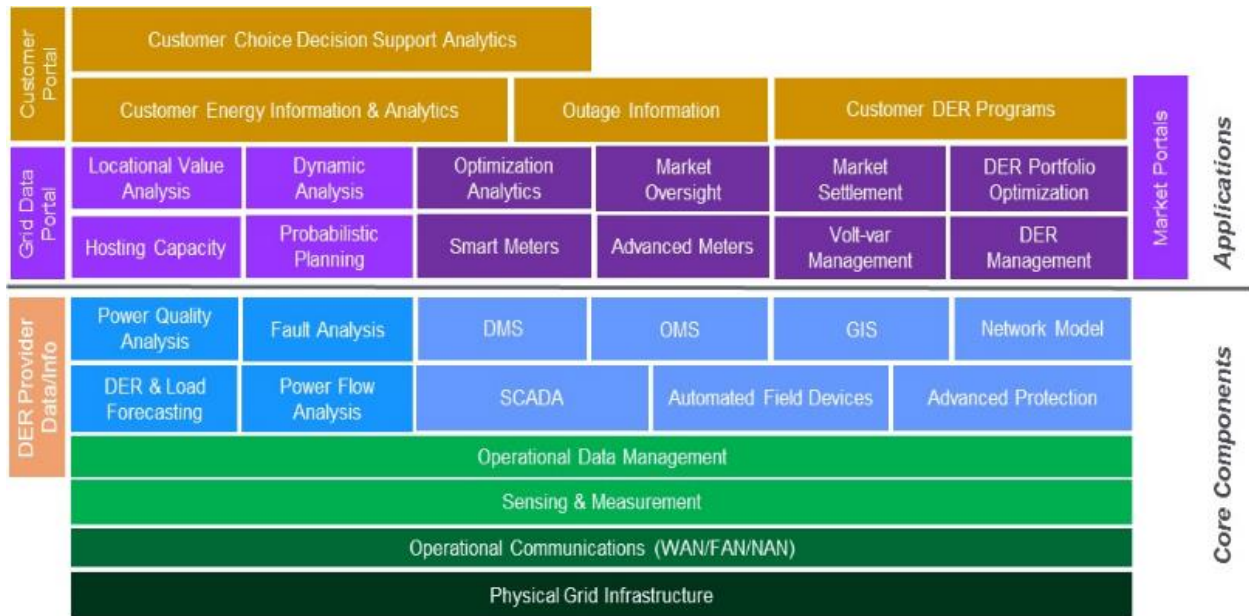 Customer
Portal
Customer Choice Decision Support Analytics
Customer Energy Information & Analytics
Outage Information
Customer DER Programs
Grid Data
Portal
Locational Value
Analysis
Dynamic
Analysis
Optimization
Analytics
Market
Oversight
Market
Settlement
DER Portfolio
Optimization
Hosting Capacity
Probabilistic
Planning
Smart Meters
Advanced Meters
Volt-var
Management
DER
Management
Market Portals
Applications
DER Provider
Data/Info
Power Quality
Analysis
Fault Analysis
DMS
OMS
GIS
Network Model
DER & Load
Forecasting
Power Flow
Analysis
SCADA
Automated Field Devices
Advanced Protection
Operational Data Management
Sensing & Measurement
Operational Communications (WAN/FAN/NAN)
Physical Grid Infrastructure
Core Components